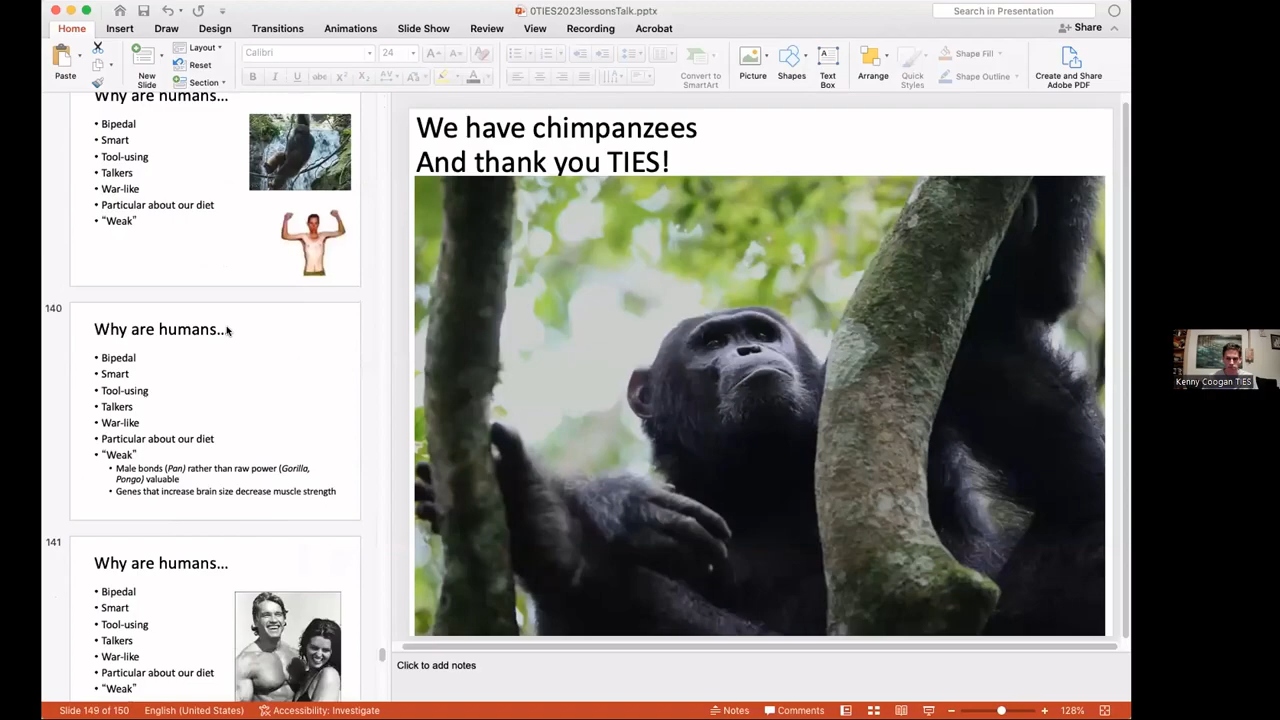 0TIES2023lessonsTalk.pptx
Search in Presentation
Home Insert Draw Design Transitions Animations Slide Show Review View Recording Acrobat
Share
Paste
New Slide
Layout
Reset
Section
Calibri 24
Convert to SmartArt
Picture
Shapes
Text Box
Arrange
Quick Styles
Shape Fill
Shape Outline
Create and Share Adobe PDF
Why are humans...
• Bipedal
• Smart
• Tool-using
• Talkers
• War-like
• Particular about our diet
• “Weak”
140
Why are humans...
• Bipedal
• Smart
• Tool-using
• Talkers
• War-like
• Particular about our diet
• “Weak”
• Male bonds (Pan) rather than raw power (Gorilla,
Pongo) valuable
• Genes that increase brain size decrease muscle strength
141
Why are humans...
• Bipedal
• Smart
• Tool-using
• Talkers
• War-like
• Particular about our diet
• “Weak”
We have chimpanzees
And thank you TIES!
Click to add notes
Kenny Coogan TIES
Slide 149 of 150 English (United States) Accessibility: Investigate Notes Comments 128%